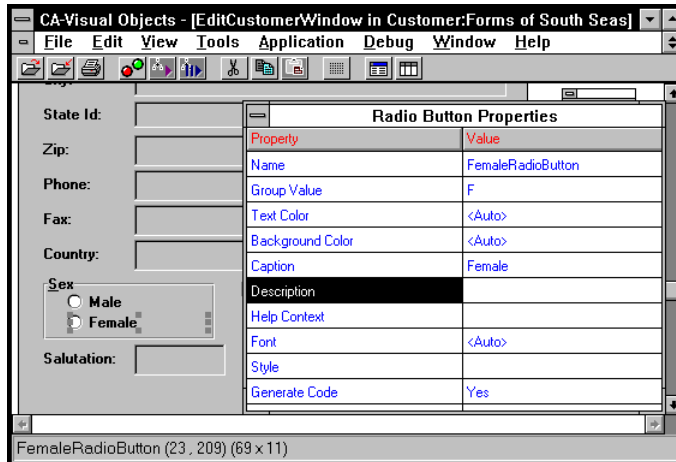 CA-Visual Objects - [EditCustomerWindow in Customer:Forms of South Seas]
File Edit View Tools Application Debug Window Help
State Id:
Zip:
Phone:
Fax:
Country:
Sex
Male
Female
Salutation:
Radio Button Properties
Property Value
Name FemaleRadioButton
Group Value F
Text Color <Auto>
Background Color <Auto>
Caption Female
Description
Help Context
Font <Auto>
Style
Generate Code Yes
FemaleRadioButton (23 , 209) (69 x 11)